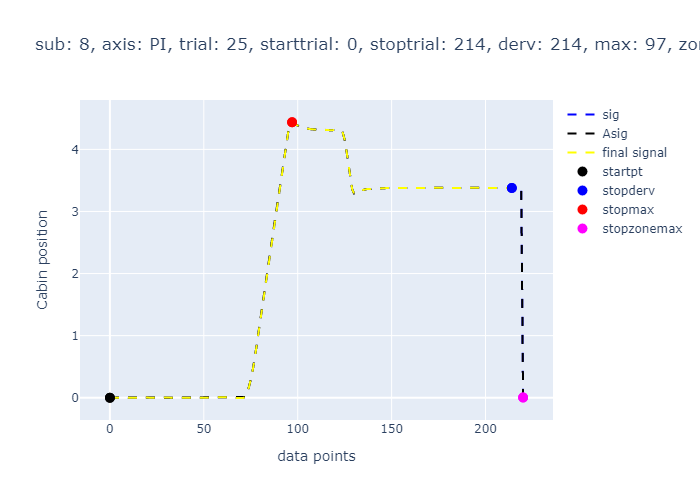 sub: 8, axis: PI, trial: 25, starttrial: 0, stoptrial: 214, derv: 214, max: 97, zor
Cabin position
4
3
2
1
0
0 50 100 150 200
data points
sig
Asig
final signal
startpt
stopderv
stopmax
stopzonemax